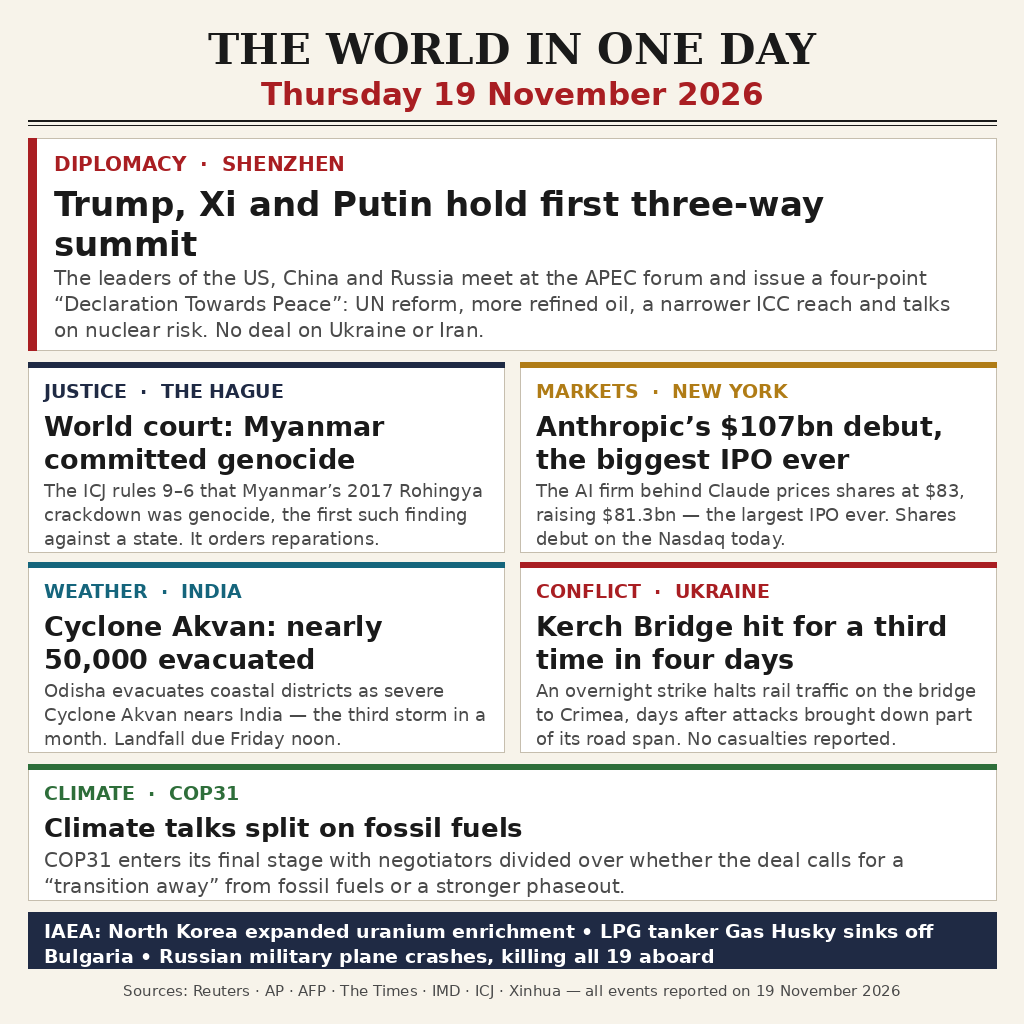 THE WORLD IN ONE DAY
Thursday 19 November 2026
DIPLOMACY · SHENZHEN
Trump, Xi and Putin hold first three-way
summit
The leaders of the US, China and Russia meet at the APEC forum and issue a four-point
“Declaration Towards Peace”: UN reform, more refined oil, a narrower ICC reach and talks
on nuclear risk. No deal on Ukraine or Iran.
JUSTICE · THE HAGUE
World court: Myanmar
committed genocide
The ICJ rules 9–6 that Myanmar’s 2017 Rohingya
crackdown was genocide, the first such finding
against a state. It orders reparations.
MARKETS · NEW YORK
Anthropic’s $107bn debut,
the biggest IPO ever
The AI firm behind Claude prices shares at $83,
raising $81.3bn — the largest IPO ever. Shares
debut on the Nasdaq today.
WEATHER · INDIA
Cyclone Akvan: nearly
50,000 evacuated
Odisha evacuates coastal districts as severe
Cyclone Akvan nears India — the third storm in a
month. Landfall due Friday noon.
CONFLICT · UKRAINE
Kerch Bridge hit for a third
time in four days
An overnight strike halts rail traffic on the bridge
to Crimea, days after attacks brought down part
of its road span. No casualties reported.
CLIMATE · COP31
Climate talks split on fossil fuels
COP31 enters its final stage with negotiators divided over whether the deal calls for a
“transition away” from fossil fuels or a stronger phaseout.
IAEA: North Korea expanded uranium enrichment • LPG tanker Gas Husky sinks off
Bulgaria • Russian military plane crashes, killing all 19 aboard
Sources: Reuters · AP · AFP · The Times · IMD · ICJ · Xinhua — all events reported on 19 November 2026